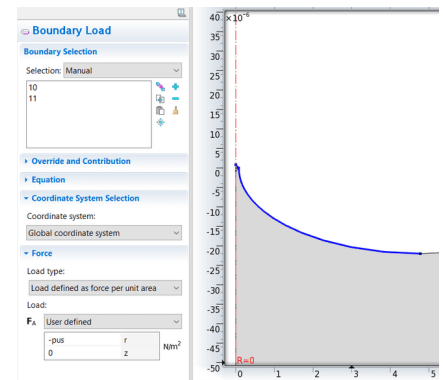 Boundary Load
Boundary Selection
Selection: Manual
10
11
Override and Contribution
Equation
Coordinate System Selection
Coordinate system:
Global coordinate system
Force
Load type:
Load defined as force per unit area
Load:
FA User defined
-pus r
0 z
N/m²
×10⁻⁶
40
35
30
25
20
15
10
5
0
-5
-10
-15
-20
-25
-30
-35
-40
-45
-50
R=0
0 1 2 3 4 5